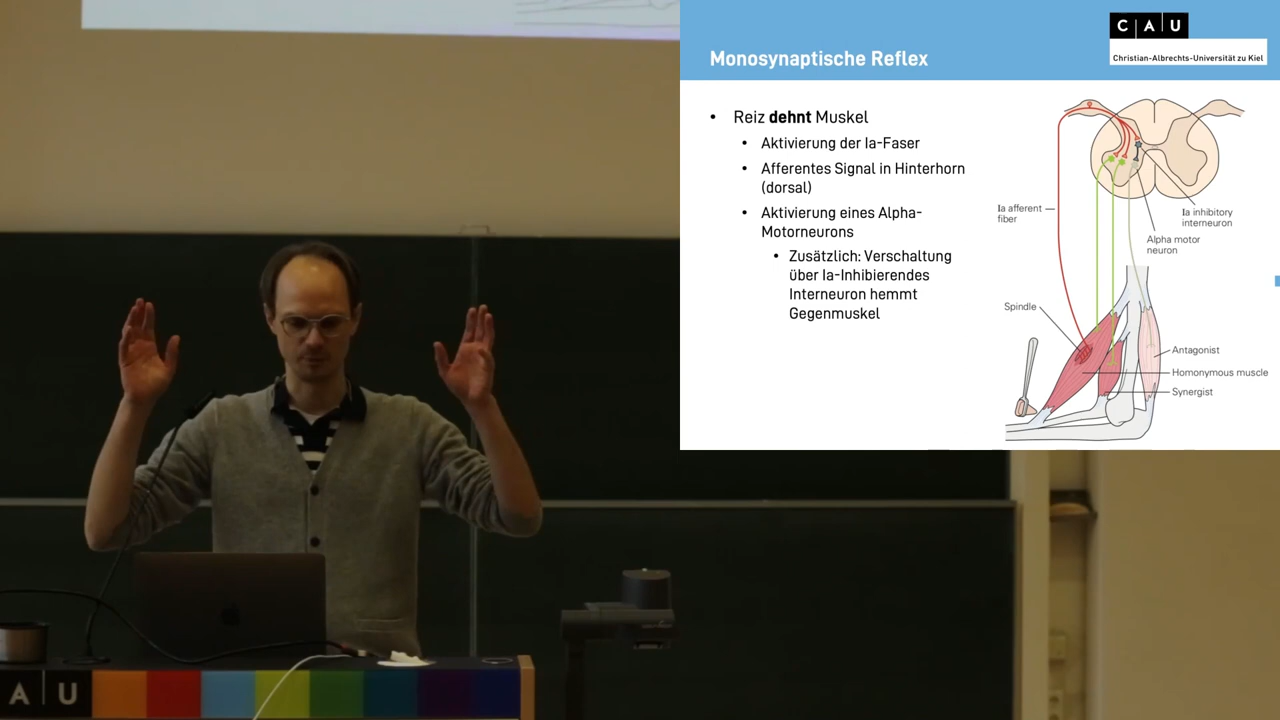 Monosynaptische Reflex
CAU
Christian-Albrechts-Universität zu Kiel
• Reiz dehnt Muskel
• Aktivierung der Ia-Faser
• Afferentes Signal in Hinterhorn
(dorsal)
• Aktivierung eines Alpha-
Motorneurons
• Zusätzlich: Verschaltung
über Ia-Inhibierendes
Interneuron hemmt
Gegenmuskel
Ia afferent
fiber
Ia inhibitory
interneuron
Alpha motor
neuron
Spindle
Antagonist
Homonymous muscle
Synergist
AU